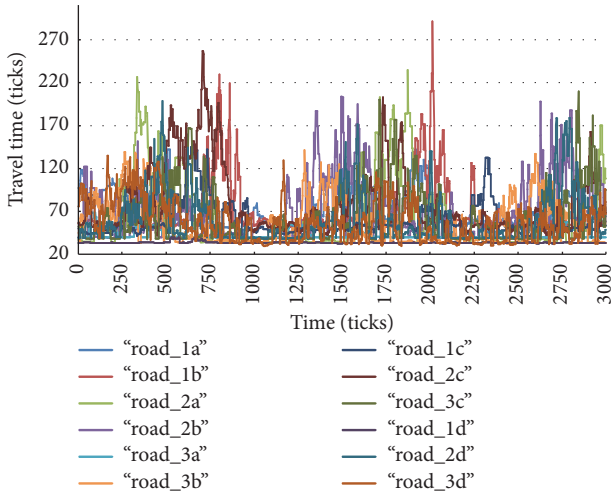 270
220
170
120
70
20
Travel time (ticks)
0
250
500
750
1000
1250
1500
1750
2000
2250
2500
2750
3000
Time (ticks)
“road_1a”
“road_1b”
“road_2a”
“road_2b”
“road_3a”
“road_3b”
“road_1c”
“road_2c”
“road_3c”
“road_1d”
“road_2d”
“road_3d”